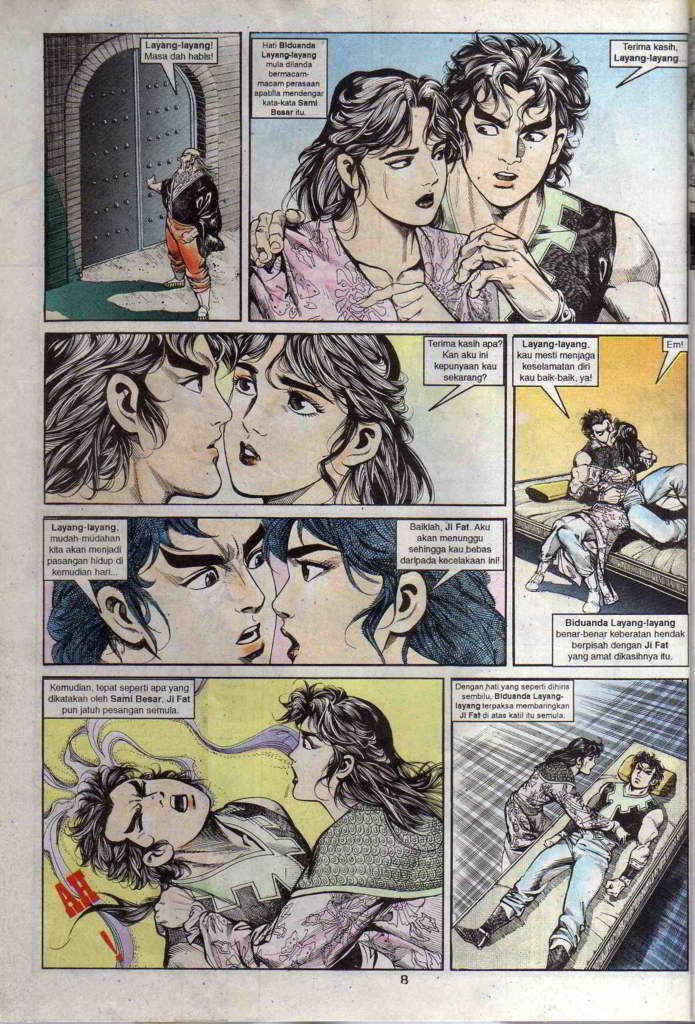 Layang-layang!
Masa dah habis!
Hati Biduanda
Layang-layang
mula dilanda
bermacam-
macam perasaan
apabila mendengar
kata-kata Sami
Besar itu.
Terima kasih,
Layang-layang...
Terima kasih apa?
Kan aku ini
kepunyaan kau
sekarang?
Layang-layang,
kau mesti menjaga
keselamatan diri
kau baik-baik, ya!
Em!
Layang-layang,
mudah-mudahan
kita akan menjadi
pasangan hidup di
kemudian hari...
Baiklah, Ji Fat. Aku
akan menunggu
sehingga kau bebas
daripada kecelakaan ini!
Biduanda Layang-layang
benar-benar keberatan hendak
berpisah dengan Ji Fat
yang amat dikasihnya itu.
Kemudian, tepat seperti apa yang
dikatakan oleh Sami Besar, Ji Fat
pun jatuh pesangan semula.
AH
!
Dengan hati yang seperti dihiris
sembilu, Biduanda Layang-
layang terpaksa membaringkan
Ji Fat di atas katil itu semula.
8